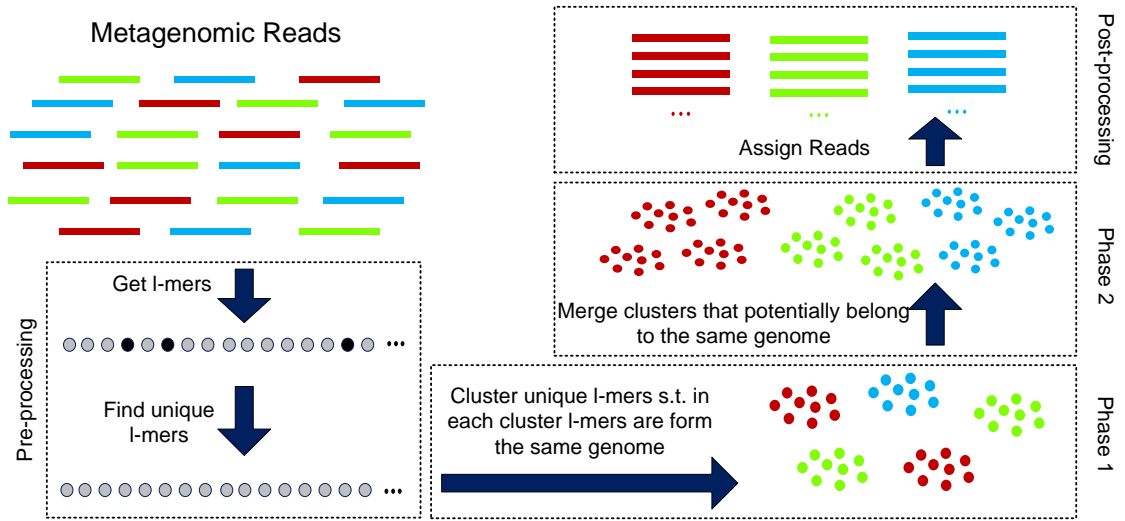 Metagenomic Reads
Get l-mers
Find unique
l-mers
Pre-processing
Cluster unique l-mers s.t. in
each cluster l-mers are form
the same genome
Phase 1
Merge clusters that potentially belong
to the same genome
Phase 2
Assign Reads
Post-processing